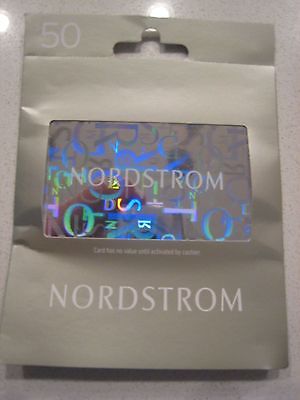 50
NORDSTROM
Card has no value until activated by cashier.
NORDSTROM